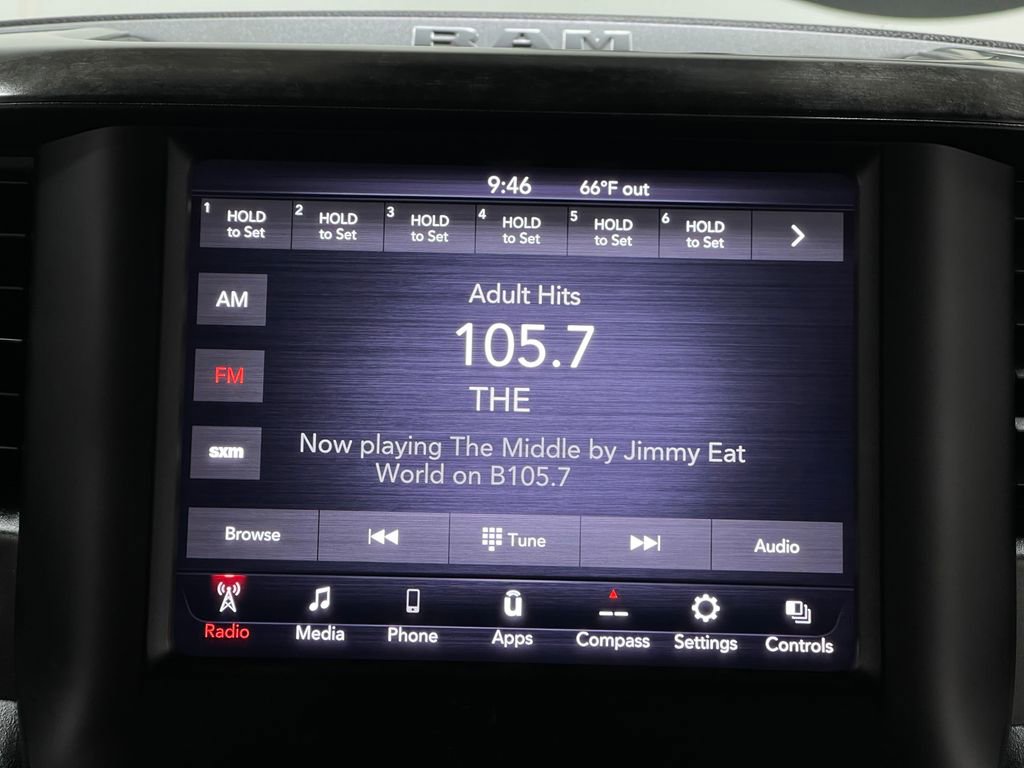 RAM
9:46 66°F out
1 HOLD to Set 2 HOLD to Set 3 HOLD to Set 4 HOLD to Set 5 HOLD to Set 6 HOLD to Set
AM
Adult Hits
105.7
FM
THE
sxm
Now playing The Middle by Jimmy Eat
World on B105.7
Browse Tune Audio
Radio Media Phone Apps Compass Settings Controls